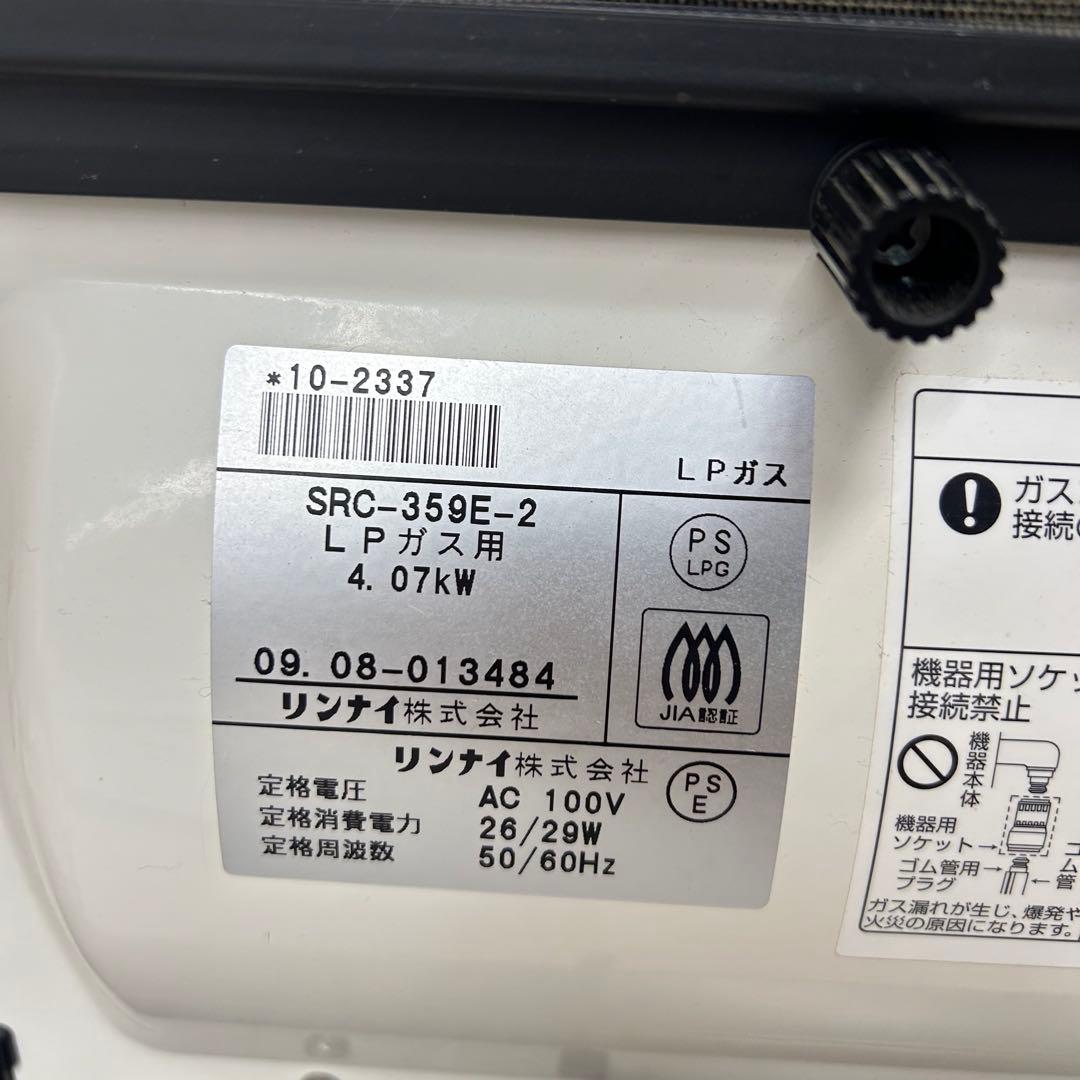 *10-2337
LPガス
SRC-359E-2
LPガス用
4.07kW
09.08-013484
リンナイ株式会社
PS
LPG
JIA認証
リンナイ株式会社
PS
E
定格電圧 AC 100V
定格消費電力 26/29W
定格周波数 50/60Hz
ガス
接続
機器用ソケッ
接続禁止
機器本体
機器用
ソケット
ゴム管用
プラグ
ゴ
ム
管
ガス漏れが生じ、爆発や
火災の原因になります。